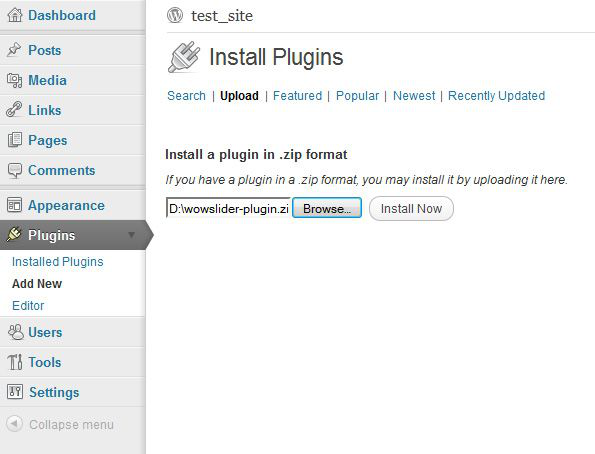 Dashboard
Posts
Media
Links
Pages
Comments
Appearance
Plugins
Installed Plugins
Add New
Editor
Users
Tools
Settings
Collapse menu
test_site
Install Plugins
Search | Upload | Featured | Popular | Newest | Recently Updated
Install a plugin in .zip format
If you have a plugin in a .zip format, you may install it by uploading it here.
D:\wowslider-plugin.zi Browse... Install Now